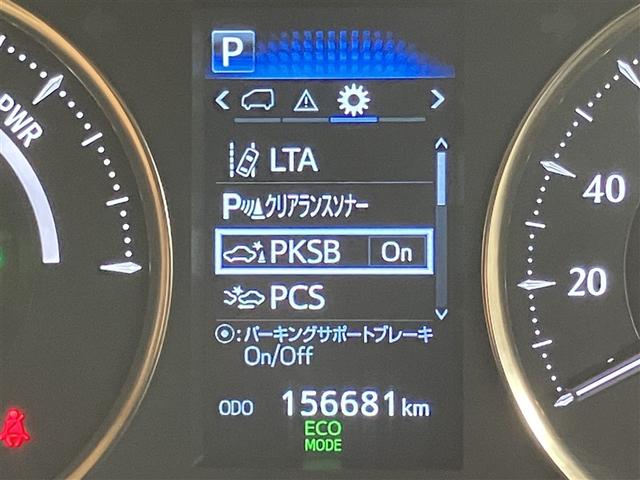 P
PWR
LTA
P クリアランスソナー
PKSB On
PCS
:パーキングサポートブレーキ
On/Off
ODO 156681 km
ECO
MODE
40
20